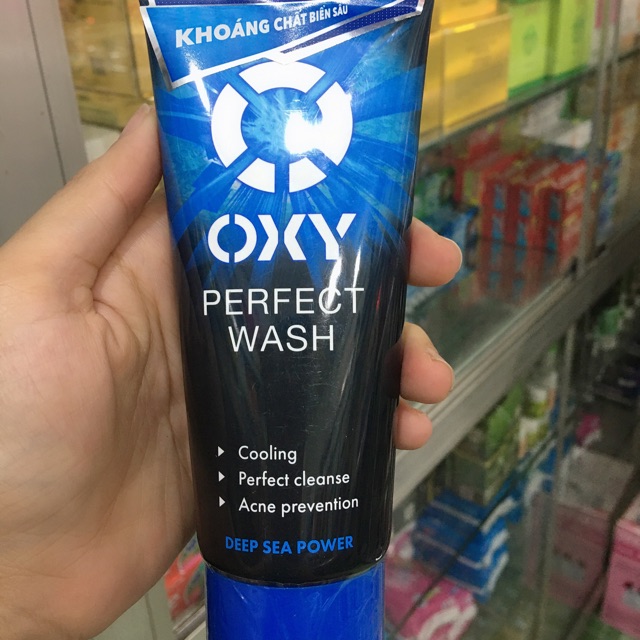 KHOÁNG CHẤT BIỂN SÂU
OXY
PERFECT
WASH
Cooling
Perfect cleanse
Acne prevention
DEEP SEA POWER